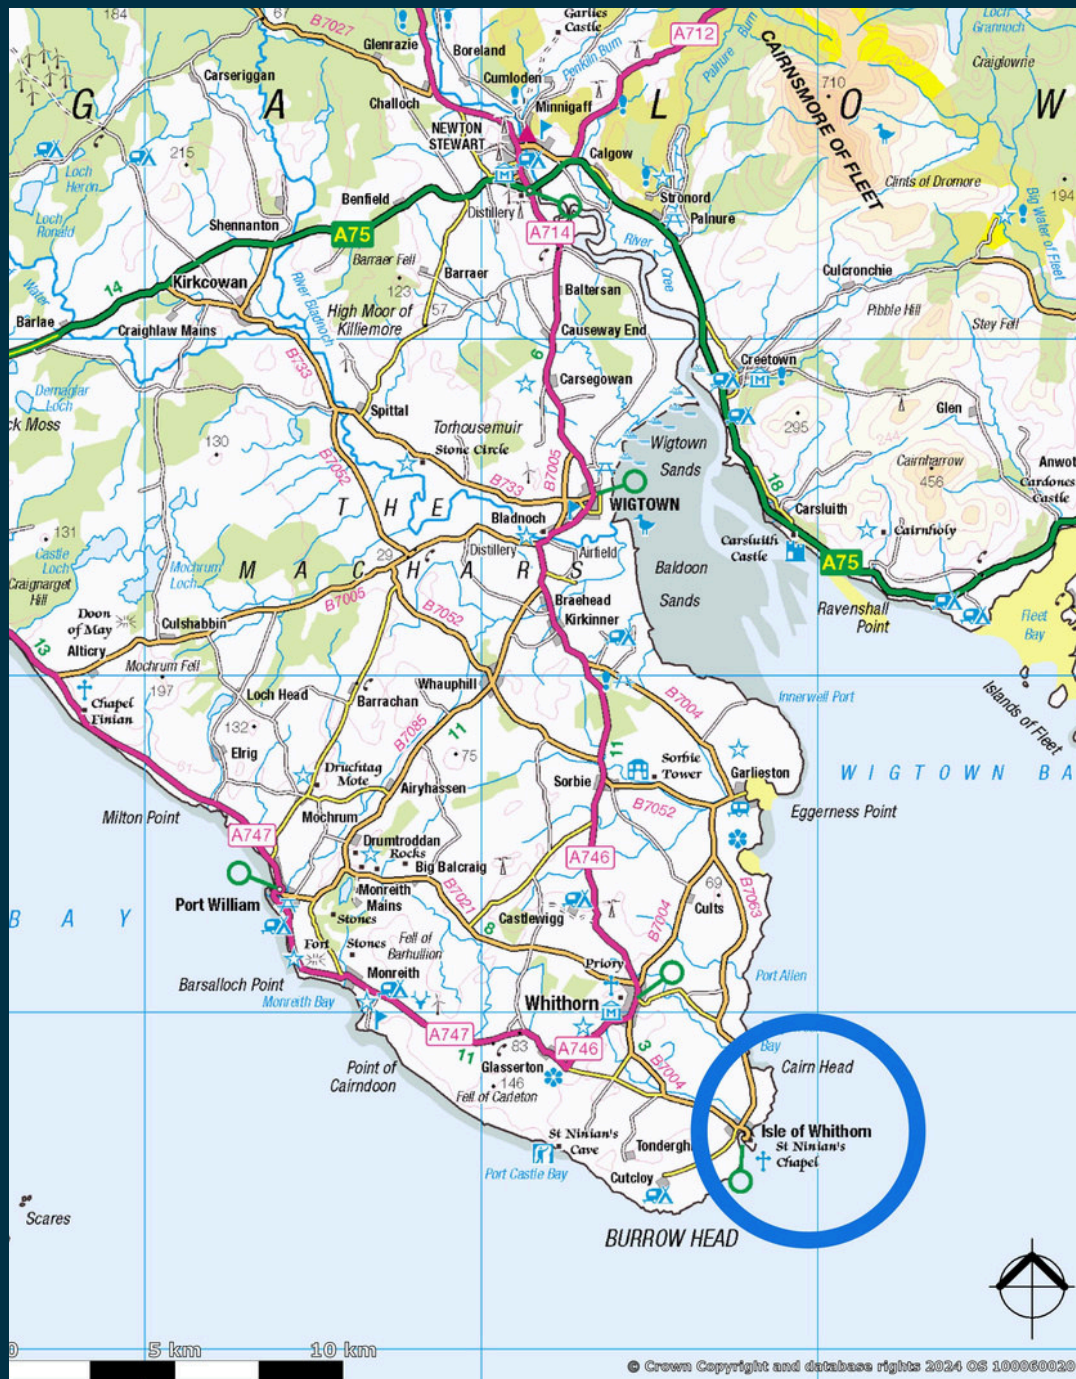 184
67
B7027
Glenrazie
Boreland
Garlies
Castle
A712
Palnure Burn
Loch
Grannoch
Craiglowrie
Carseriggan
Cumloden
Penkiln Burn
CAIRNSMORE OF FLEET
710
G A L O W
Challoch
Minnigaff
NEWTON
STEWART
Calgow
215
Loch
Heron
Clints of Dromore
194
Loch
Ronald
Benfield
Stronord
Palnure
Distillery
Big Water of Fleet
Shennanton
A75
A714
River Cree
Barraer Fell
Barraer
Culcronchie
14
Kirkcowan
123
Baltersan
Water
River Bladnoch
High Moor of
Killiemore
57
Pibble Hill
Stey Fell
Barlae
Craighlaw Mains
Causeway End
B733
6
Creetown
Dernaglar
Loch
Carsegowan
Spittal
Glen
ck Moss
130
Torhousemuir
Stone Circle
295
244
Wigtown
Sands
Cairnharrow
456
Anwot
Cardoness
Castle
B7052
B7005
B733
18
T H E
WIGTOWN
Carsluith
Bladnoch
Cairnholy
131
Castle
Loch
Mochrum
Loch
29
Distillery
Airfield
Carsluith
Castle
A75
Craignarget
Hill
M A C H A R S
Baldoon
Sands
B7005
Braehead
Kirkinner
Ravenshall
Point
Fleet
Bay
Doon
of May
Culshabbin
B7052
13
Alticry
Mochrum Fell
197
Whauphill
Chapel
Finian
Loch Head
Barrachan
B7004
Innerwell Port
Islands of Fleet
132
B7085
11
75
11
Elrig
Druchtag
Mote
Sorbie
Sorbie
Tower
Garlieston
W I G T O W N B A
61
Airyhassen
B7052
Eggerness Point
Milton Point
Mochrum
A747
Drumtroddan
Rocks
A746
Big Balcraig
69
Port William
Monreith
Mains
B7021
Castlewigg
Cults
B7063
B A Y
Stones
8
B7004
Fort
Stones
Fell of
Barhullion
Priory
Barsalloch Point
Monreith
Port Allen
Monreith Bay
Whithorn
A747
11
83
A746
3
Bay
Cairn Head
Glasserton
146
B7004
Point of
Cairndoon
Fell of Carleton
St Ninian's
Cave
Tondergh
Isle of Whithorn
St Ninian's
Chapel
Port Castle Bay
Cutcloy
Scares
BURROW HEAD
0 5 km 10 km
© Crown Copyright and database rights 2024 OS 100060020